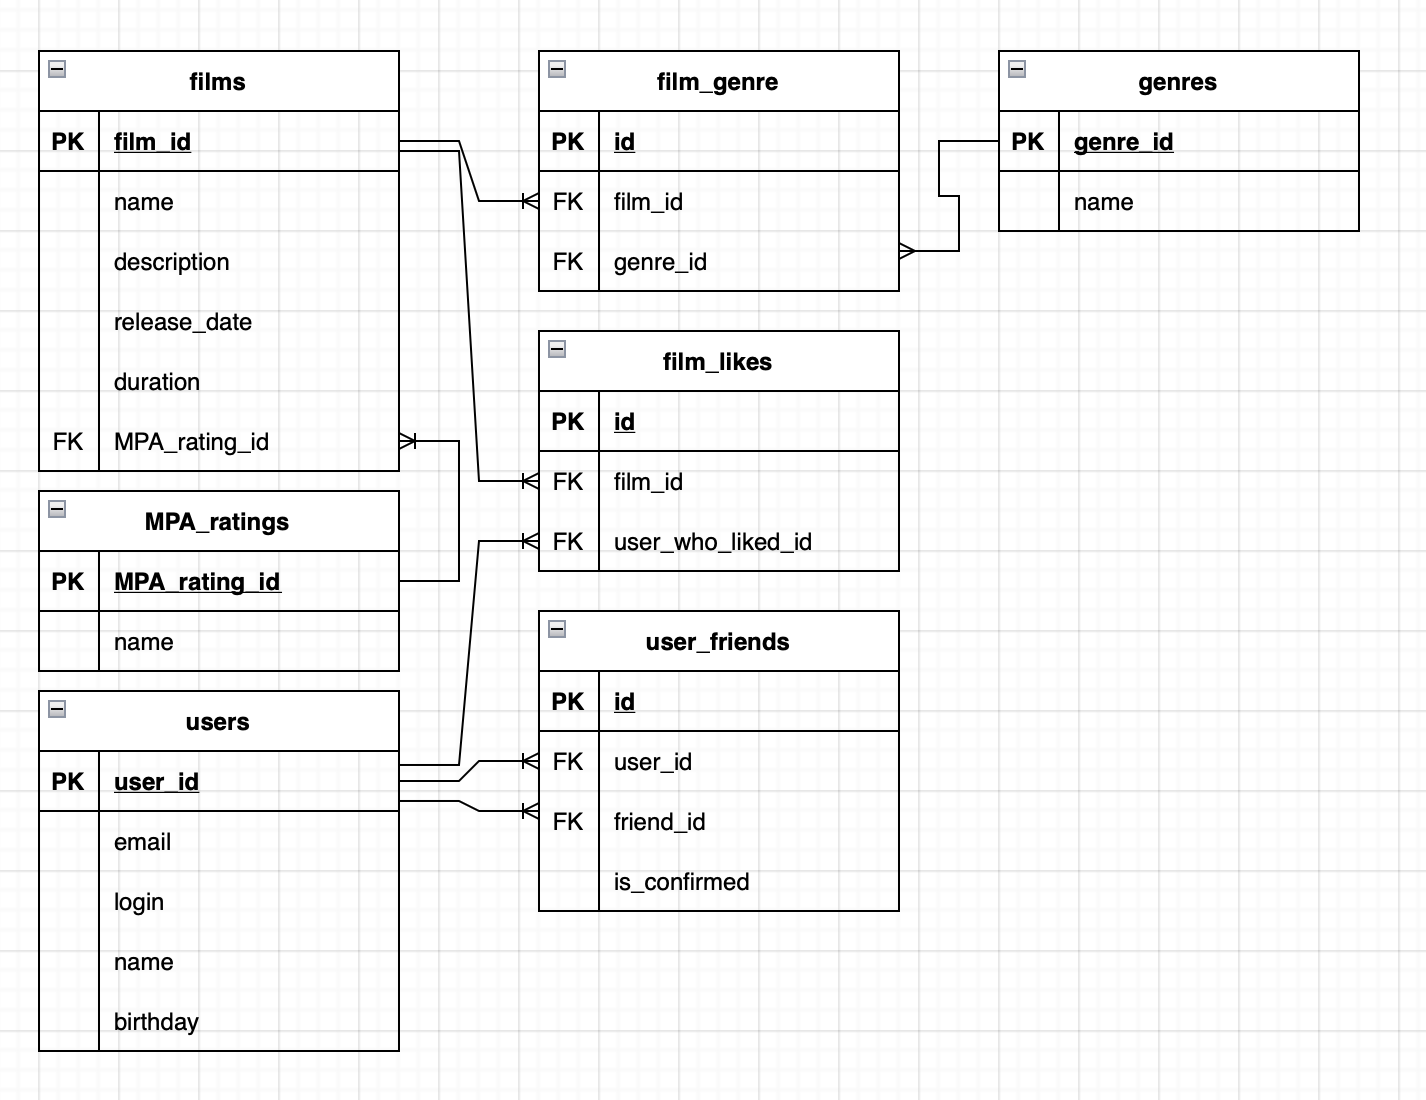 films
PK film_id
name
description
release_date
duration
FK MPA_rating_id
MPA_ratings
PK MPA_rating_id
name
users
PK user_id
email
login
name
birthday
film_genre
PK id
FK film_id
FK genre_id
film_likes
PK id
FK film_id
FK user_who_liked_id
user_friends
PK id
FK user_id
FK friend_id
is_confirmed
genres
PK genre_id
name